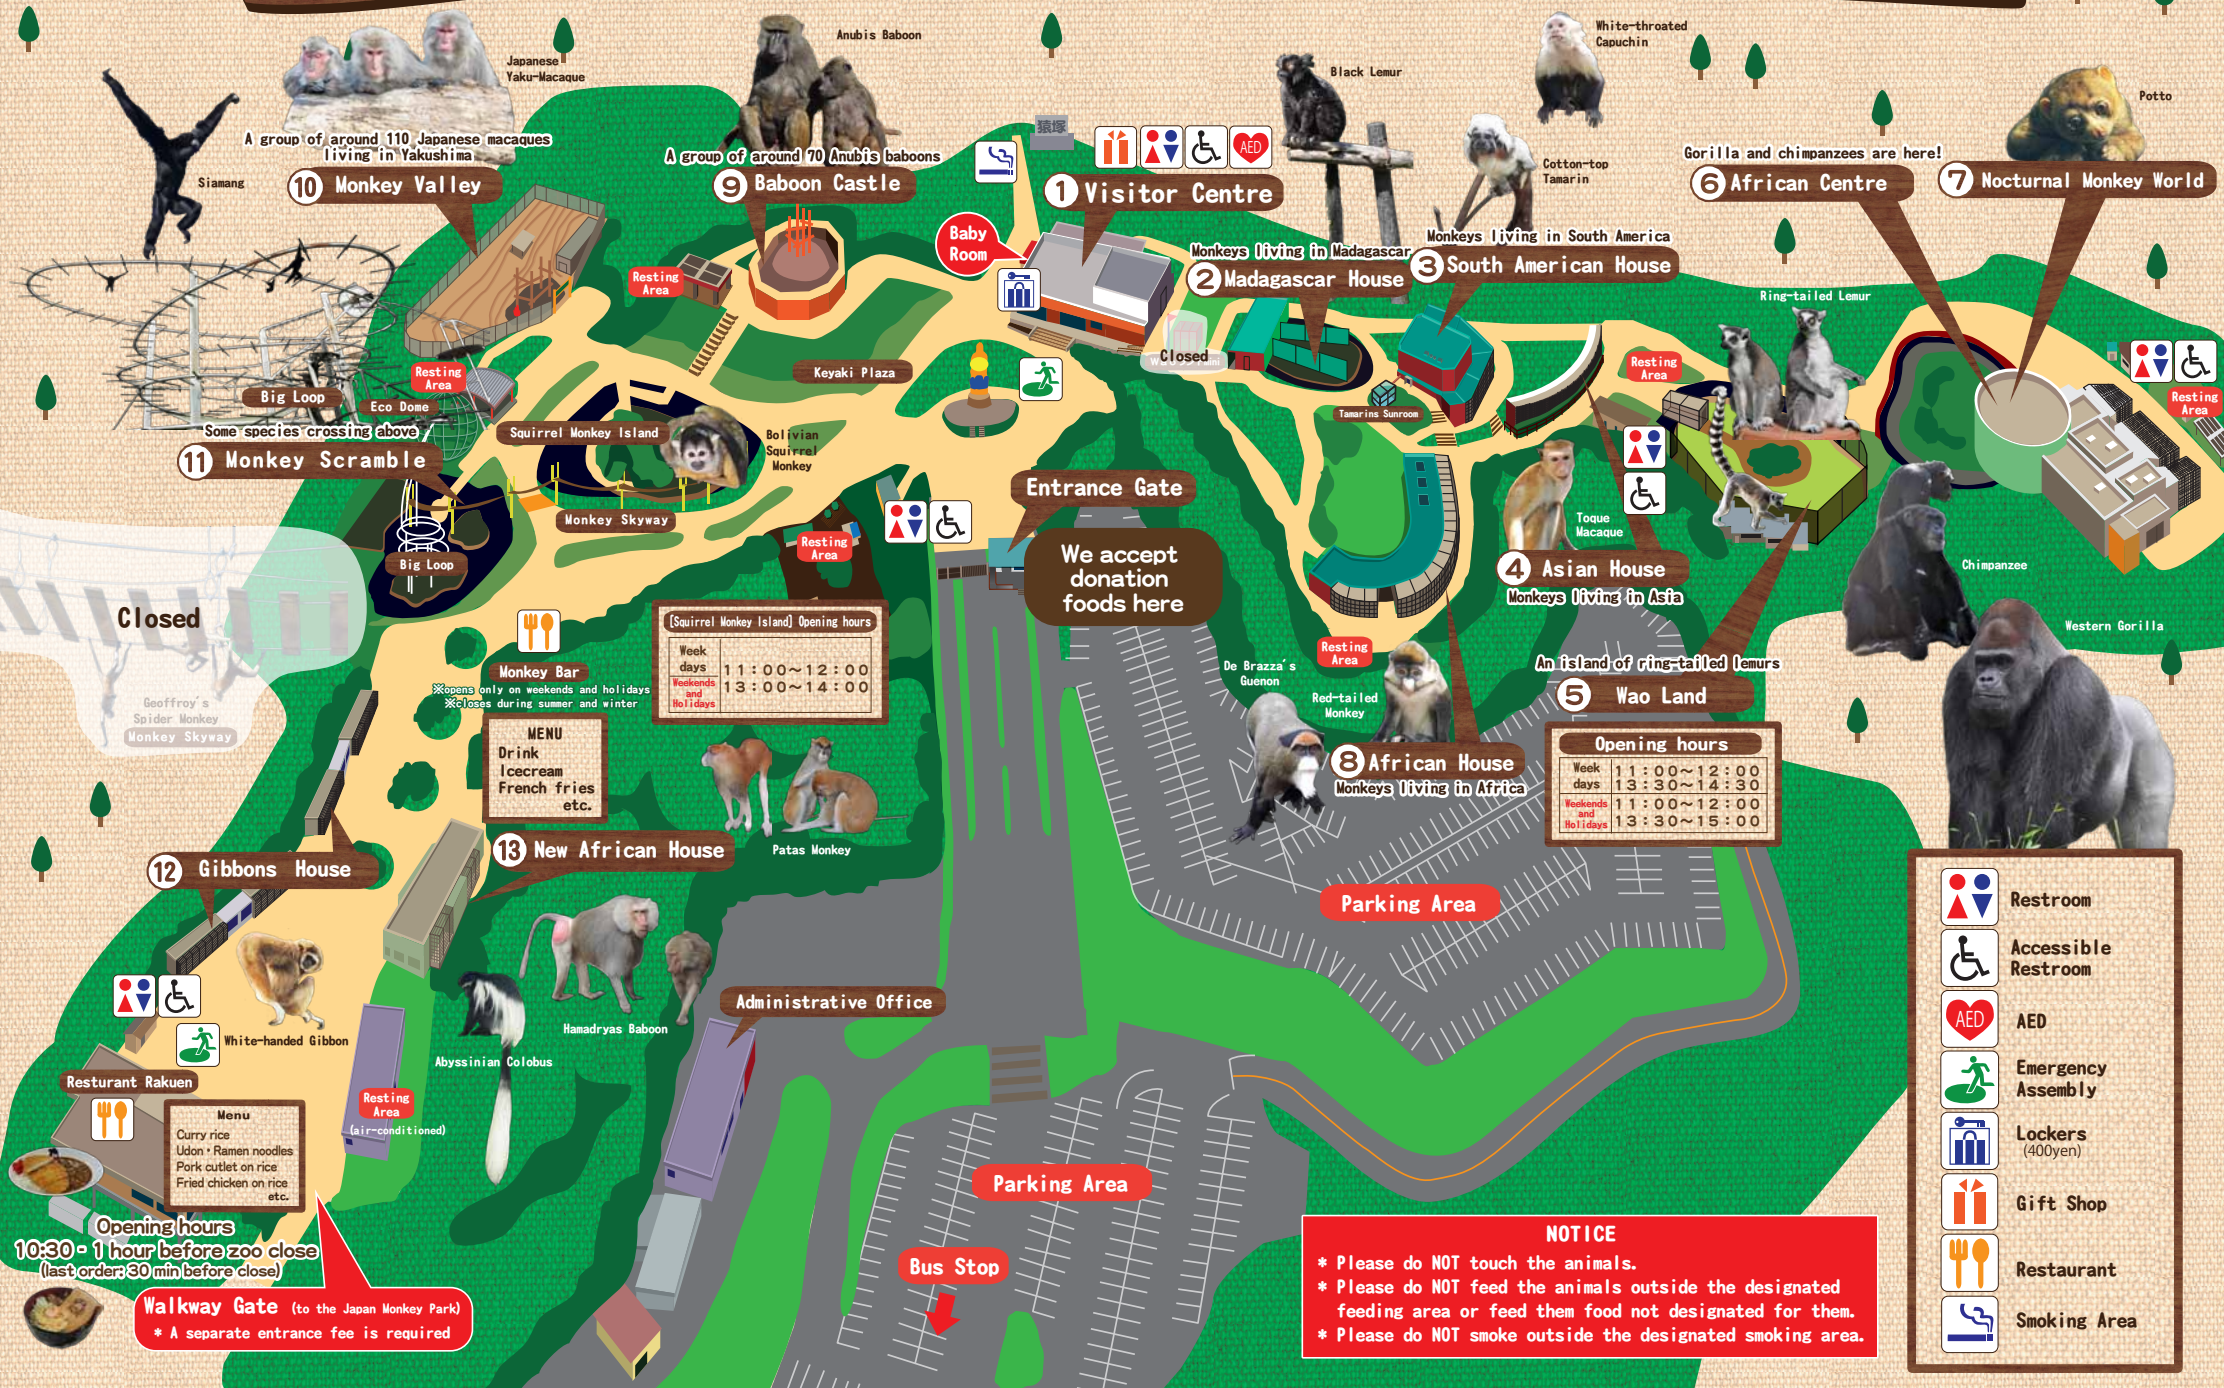 Japanese
Yaku-Macaque
Anubis Baboon
White-throated
Capuchin
Black Lemur
Potto
猿塚
A group of around 110 Japanese macaques
living in Yakushima
10 Monkey Valley
Siamang
A group of around 70 Anubis baboons
9 Baboon Castle
AED
1 Visitor Centre
Cotton-top
Tamarin
Gorilla and chimpanzees are here!
6 African Centre
7 Nocturnal Monkey World
Baby
Room
Monkeys living in Madagascar
2 Madagascar House
Monkeys living in South America
3 South American House
Resting
Area
Ring-tailed Lemur
Closed
Keyaki Plaza
Resting
Area
Resting
Area
Resting
Area
Big Loop
Eco Dome
Tamarins Sunroom
Some species crossing above
11 Monkey Scramble
Squirrel Monkey Island
Bolivian
Squirrel
Monkey
Entrance Gate
Monkey Skyway
Resting
Area
Toque
Macaque
We accept
donation
foods here
4 Asian House
Monkeys living in Asia
Chimpanzee
Big Loop
Closed
Western Gorilla
[Squirrel Monkey Island] Opening hours
Week
days
Weekends
and
Holidays
11:00~12:00
13:00~14:00
Monkey Bar
※opens only on weekends and holidays
※closes during summer and winter
Geoffroy's
Spider Monkey
Monkey Skyway
MENU
Drink
Icecream
French fries
etc.
De Brazza's
Guenon
Resting
Area
Red-tailed
Monkey
An island of ring-tailed lemurs
5 Wao Land
Opening hours
Week
days
11:00~12:00
13:30~14:30
Weekends
and
Holidays
11:00~12:00
13:30~15:00
8 African House
Monkeys living in Africa
12 Gibbons House
13 New African House
Patas Monkey
Parking Area
Administrative Office
Hamadryas Baboon
White-handed Gibbon
Abyssinian Colobus
Resturant Rakuen
Resting
Area
(air-conditioned)
Menu
Curry rice
Udon・Ramen noodles
Pork cutlet on rice
Fried chicken on rice
etc.
Opening hours
10:30 - 1 hour before zoo close
(last order: 30 min before close)
Walkway Gate (to the Japan Monkey Park)
* A separate entrance fee is required
Parking Area
Bus Stop
NOTICE
* Please do NOT touch the animals.
* Please do NOT feed the animals outside the designated
feeding area or feed them food not designated for them.
* Please do NOT smoke outside the designated smoking area.
Restroom
Accessible
Restroom
AED
AED
Emergency
Assembly
Lockers
(400yen)
Gift Shop
Restaurant
Smoking Area